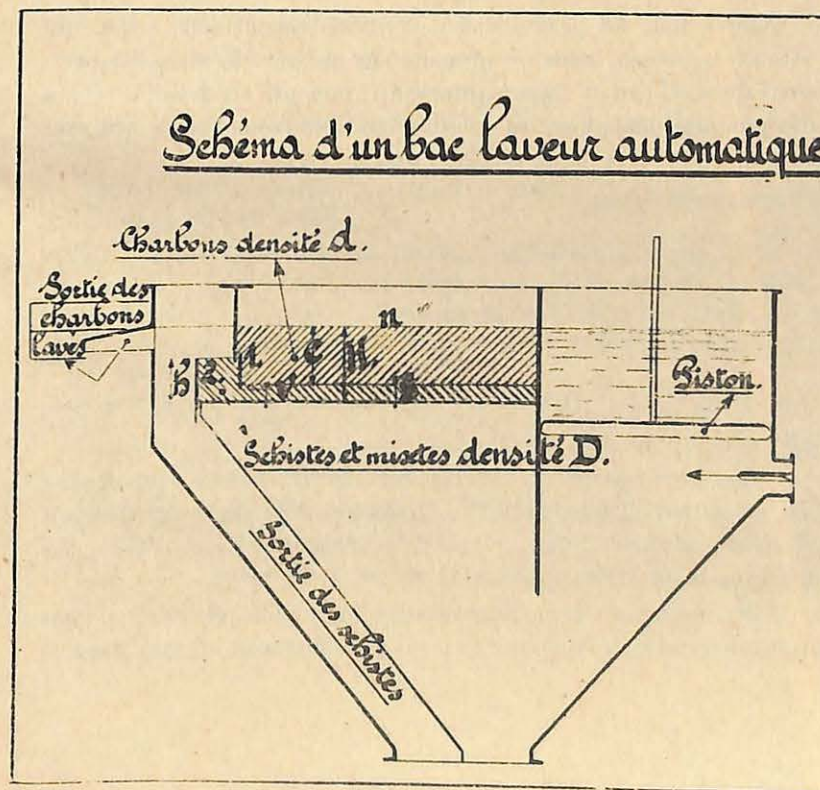 Schéma d'un bac laveur automatique
Charbons densité d.
Sortie des
charbons
lavés
n
h
e
H.
Piston.
Schistes et mixtes densité D.
Sortie des schistes